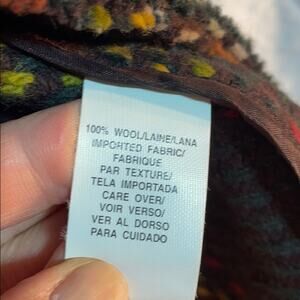 100% WOOL/LAINE/LANA
IMPORTED FABRIC/
FABRIQUE
PAR TEXTURE/
TELA IMPORTADA
CARE OVER/
VOIR VERSO/
VER AL DORSO
PARA CUIDADO